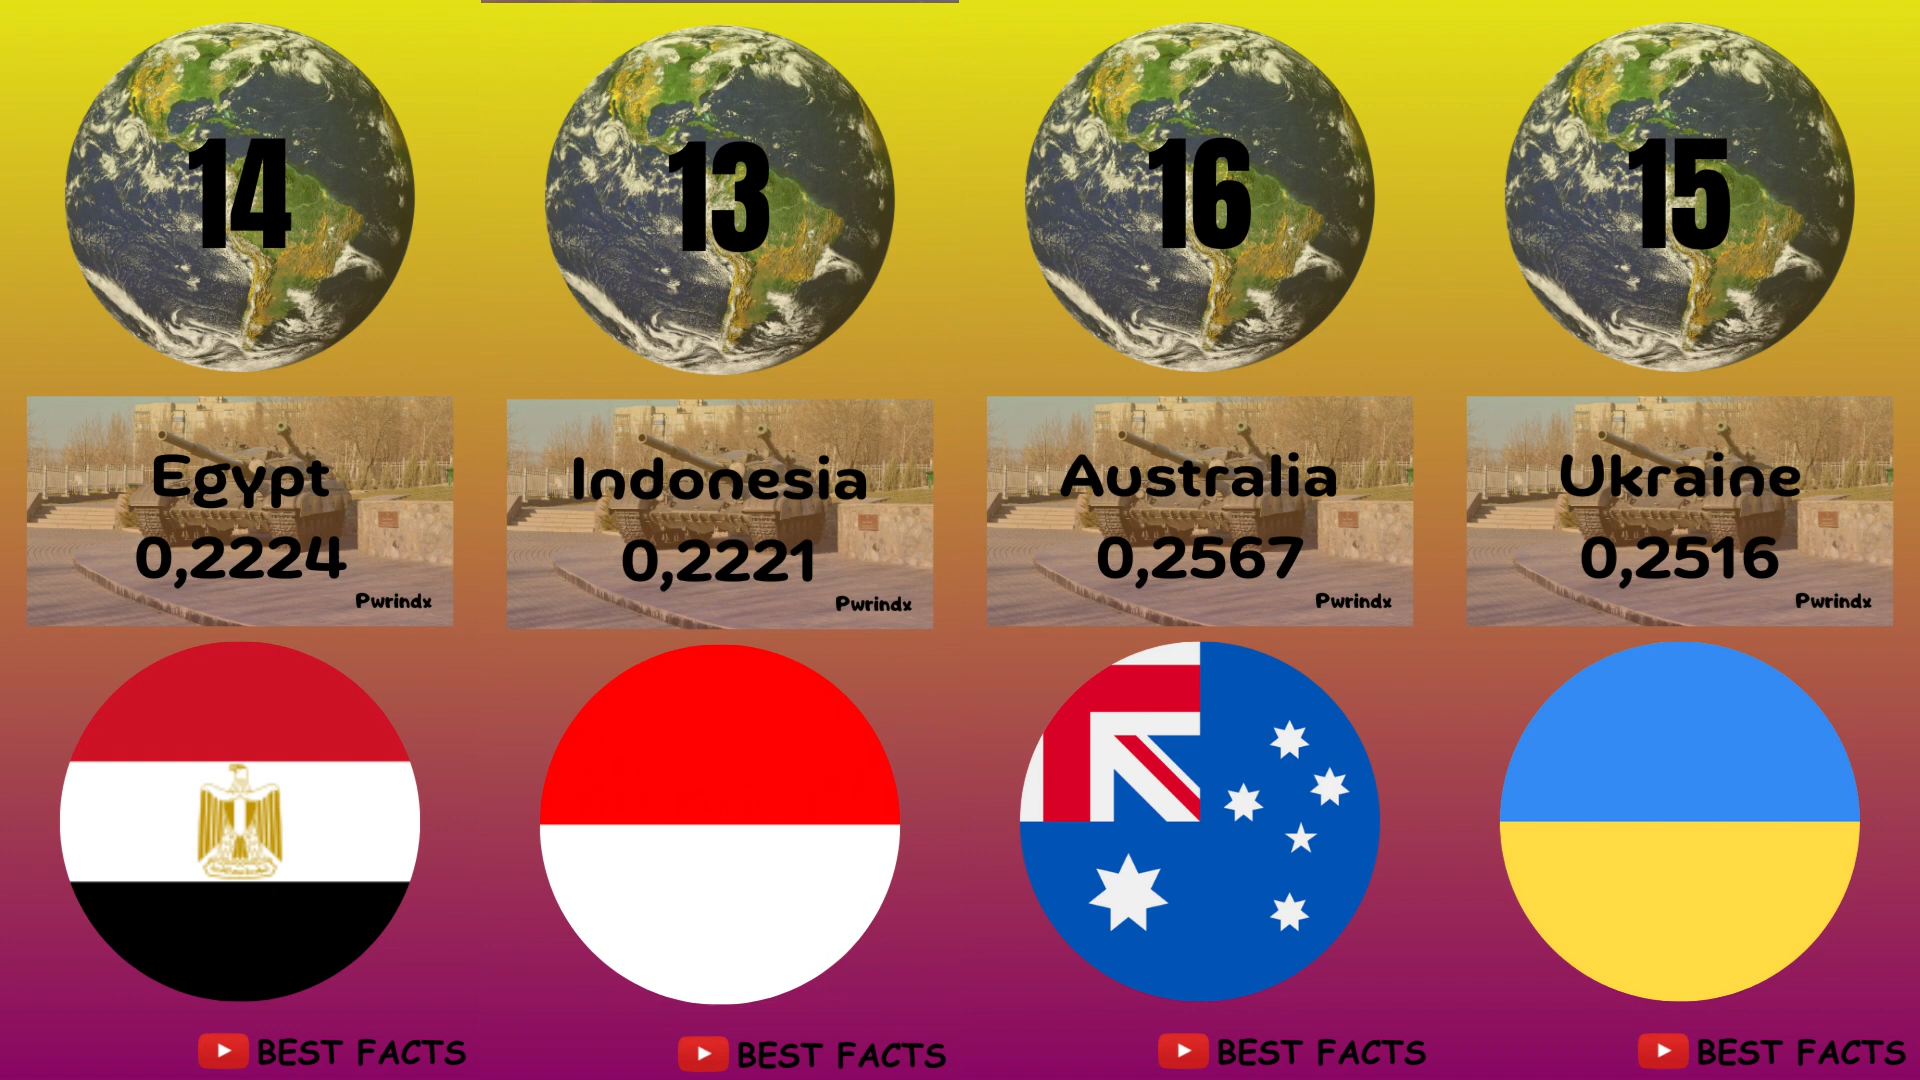 14
Egypt
0,2224
Pwrindx
BEST FACTS
13
Indonesia
0,2221
Pwrindx
BEST FACTS
16
Australia
0,2567
Pwrindx
BEST FACTS
15
Ukraine
0,2516
Pwrindx
BEST FACTS